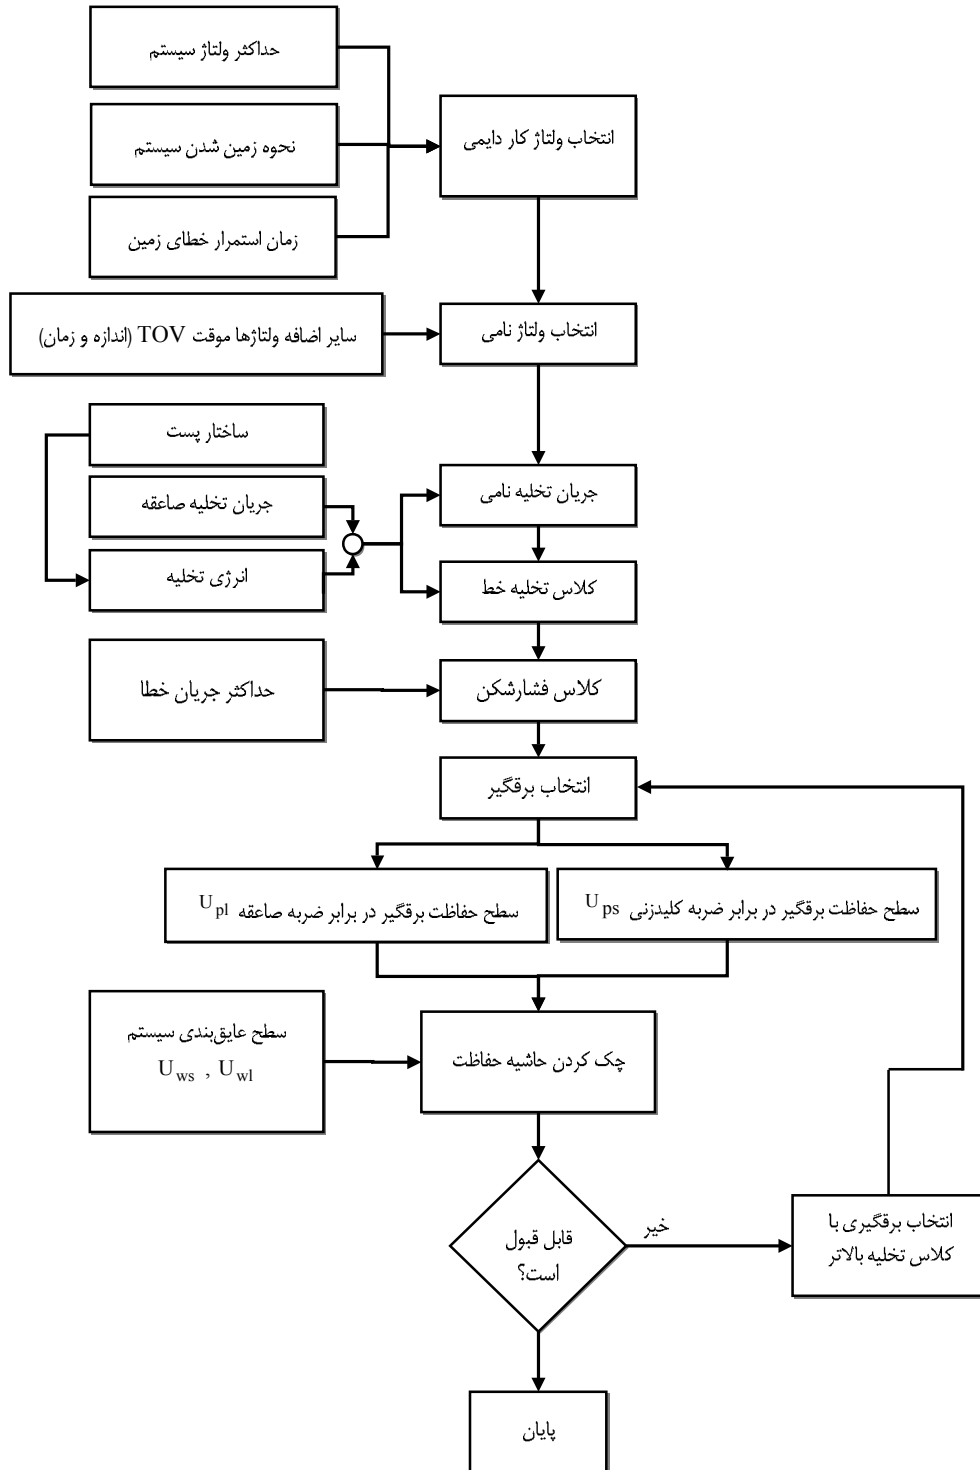 حداکثر ولتاژ سیستم
انتخاب ولتاژ کار دایمی
نحوه زمین شدن سیستم
زمان استمرار خطای زمین
انتخاب ولتاژ نامی
سایر اضافه ولتاژها موقت TOV (اندازه و زمان)
ساختار پست
جریان تخلیه نامی
جریان تخلیه صاعقه
انرژی تخلیه
کلاس تخلیه خط
کلاس فشارشکن
حداکثر جریان خطا
انتخاب برقگیر
سطح حفاظت برقگیر در برابر ضربه کلیدزنی U ps
سطح حفاظت برقگیر در برابر ضربه صاعقه U pl
سطح عایق‌بندی سیستم
U ws , U wl
چک کردن حاشیه حفاظت
قابل قبول
است؟
خیر
انتخاب برقگیری با
کلاس تخلیه بالاتر
پایان